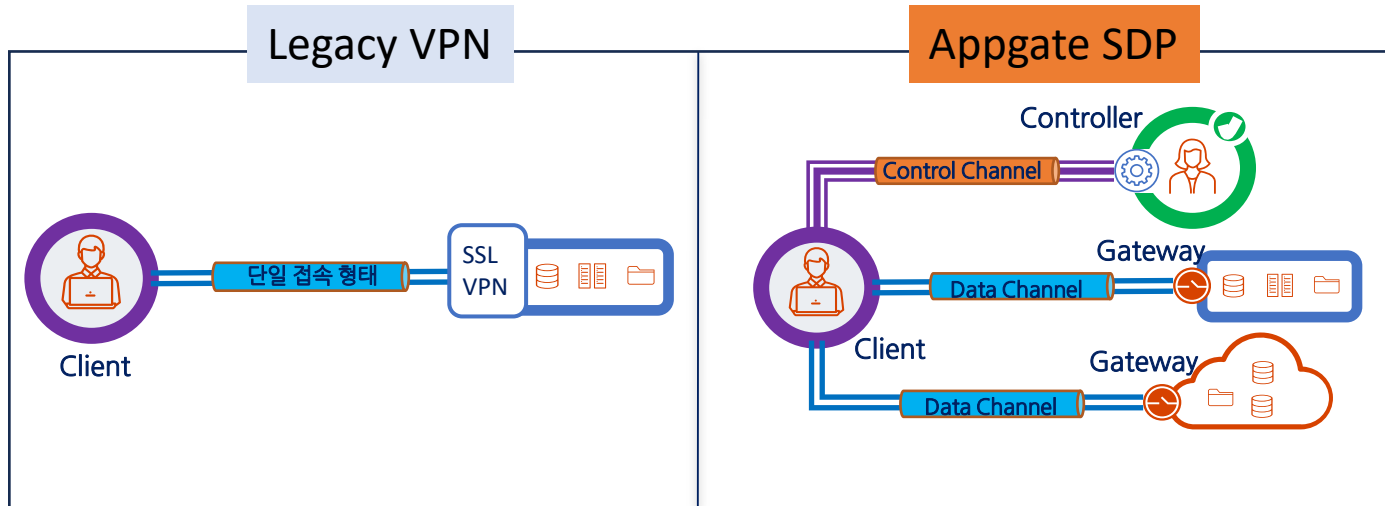 Legacy VPN
단일 접속 형태
SSL
VPN
Client
Appgate SDP
Controller
Control Channel
Gateway
Data Channel
Client
Gateway
Data Channel